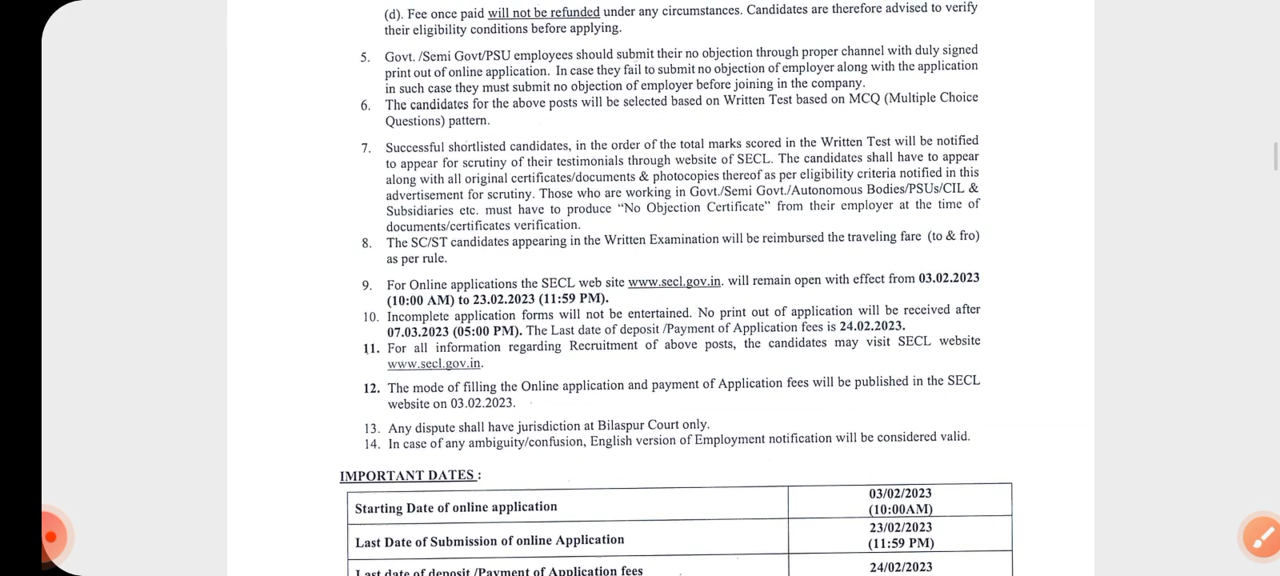 (d). Fee once paid will not be refunded under any circumstances. Candidates are therefore advised to verify
their eligibility conditions before applying.
5. Govt. /Semi Govt/PSU employees should submit their no objection through proper channel with duly signed
print out of online application. In case they fail to submit no objection of employer along with the application
in such case they must submit no objection of employer before joining in the company.
6. The candidates for the above posts will be selected based on Written Test based on MCQ (Multiple Choice
Questions) pattern.
7. Successful shortlisted candidates, in the order of the total marks scored in the Written Test will be notified
to appear for scrutiny of their testimonials through website of SECL. The candidates shall have to appear
along with all original certificates/documents & photocopies thereof as per eligibility criteria notified in this
advertisement for scrutiny. Those who are working in Govt./Semi Govt./Autonomous Bodies/PSUs/CIL &
Subsidiaries etc. must have to produce “No Objection Certificate” from their employer at the time of
documents/certificates verification.
8. The SC/ST candidates appearing in the Written Examination will be reimbursed the traveling fare (to & fro)
as per rule.
9. For Online applications the SECL web site www.secl.gov.in. will remain open with effect from 03.02.2023
(10:00 AM) to 23.02.2023 (11:59 PM).
10. Incomplete application forms will not be entertained. No print out of application will be received after
07.03.2023 (05:00 PM). The Last date of deposit /Payment of Application fees is 24.02.2023.
11. For all information regarding Recruitment of above posts, the candidates may visit SECL website
www.secl.gov.in.
12. The mode of filling the Online application and payment of Application fees will be published in the SECL
website on 03.02.2023.
13. Any dispute shall have jurisdiction at Bilaspur Court only.
14. In case of any ambiguity/confusion, English version of Employment notification will be considered valid.
IMPORTANT DATES :
Starting Date of online application 03/02/2023
(10:00AM)
Last Date of Submission of online Application 23/02/2023
(11:59 PM)
Last date of deposit /Payment of Application fees 24/02/2023